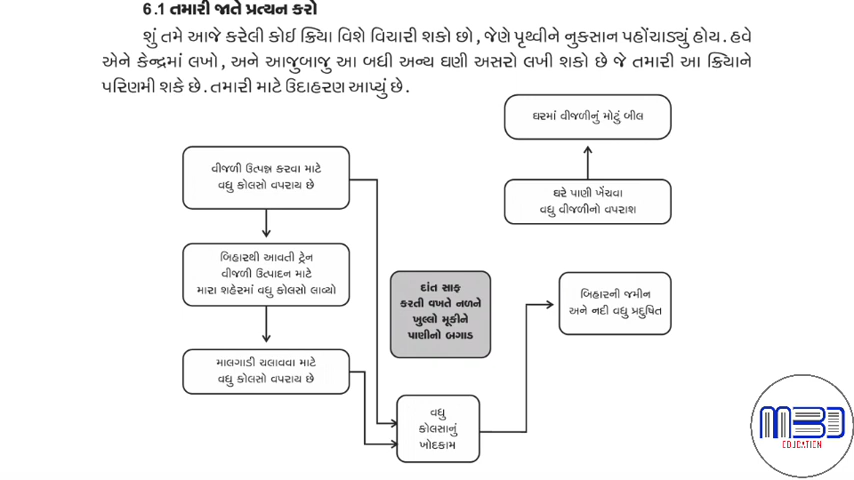 6.1 તમારી જાતે પ્રત્યન કરો
શું તમે આજે કરેલી કોઈ ક્રિયા વિશે વિચારી શકો છો, જેણે પૃથ્વીને નુકસાન પહોંચાડ્યું હોય. હવે
એને કેન્દ્રમાં લખો, અને આજુબાજુ આ બધી અન્ય ઘણી અસરો લખી શકો છે જે તમારી આ ક્રિયાને
પરિણમી શકે છે. તમારી માટે ઉદાહરણ આપ્યું છે.
ઘરમાં વીજળીનું મોટું બીલ
ઘરે પાણી ખેંચવા
વધુ વીજળીનો વપરાશ
વીજળી ઉત્પન્ન કરવા માટે
વધુ કોલસો વપરાય છે
બિહારથી આવતી ટ્રેન
વીજળી ઉત્પાદન માટે
મારા શહેરમાં વધુ કોલસો લાવ્યો
માલગાડી ચલાવવા માટે
વધુ કોલસો વપરાય છે
દાંત સાફ
કરતી વખતે નળને
ખુલ્લો મૂકીને
પાણીનો બગાડ
બિહારની જમીન
અને નદી વધુ પ્રદુષિત
વધુ
કોલસાનું
ખોદકામ
MBD
EDUCATION